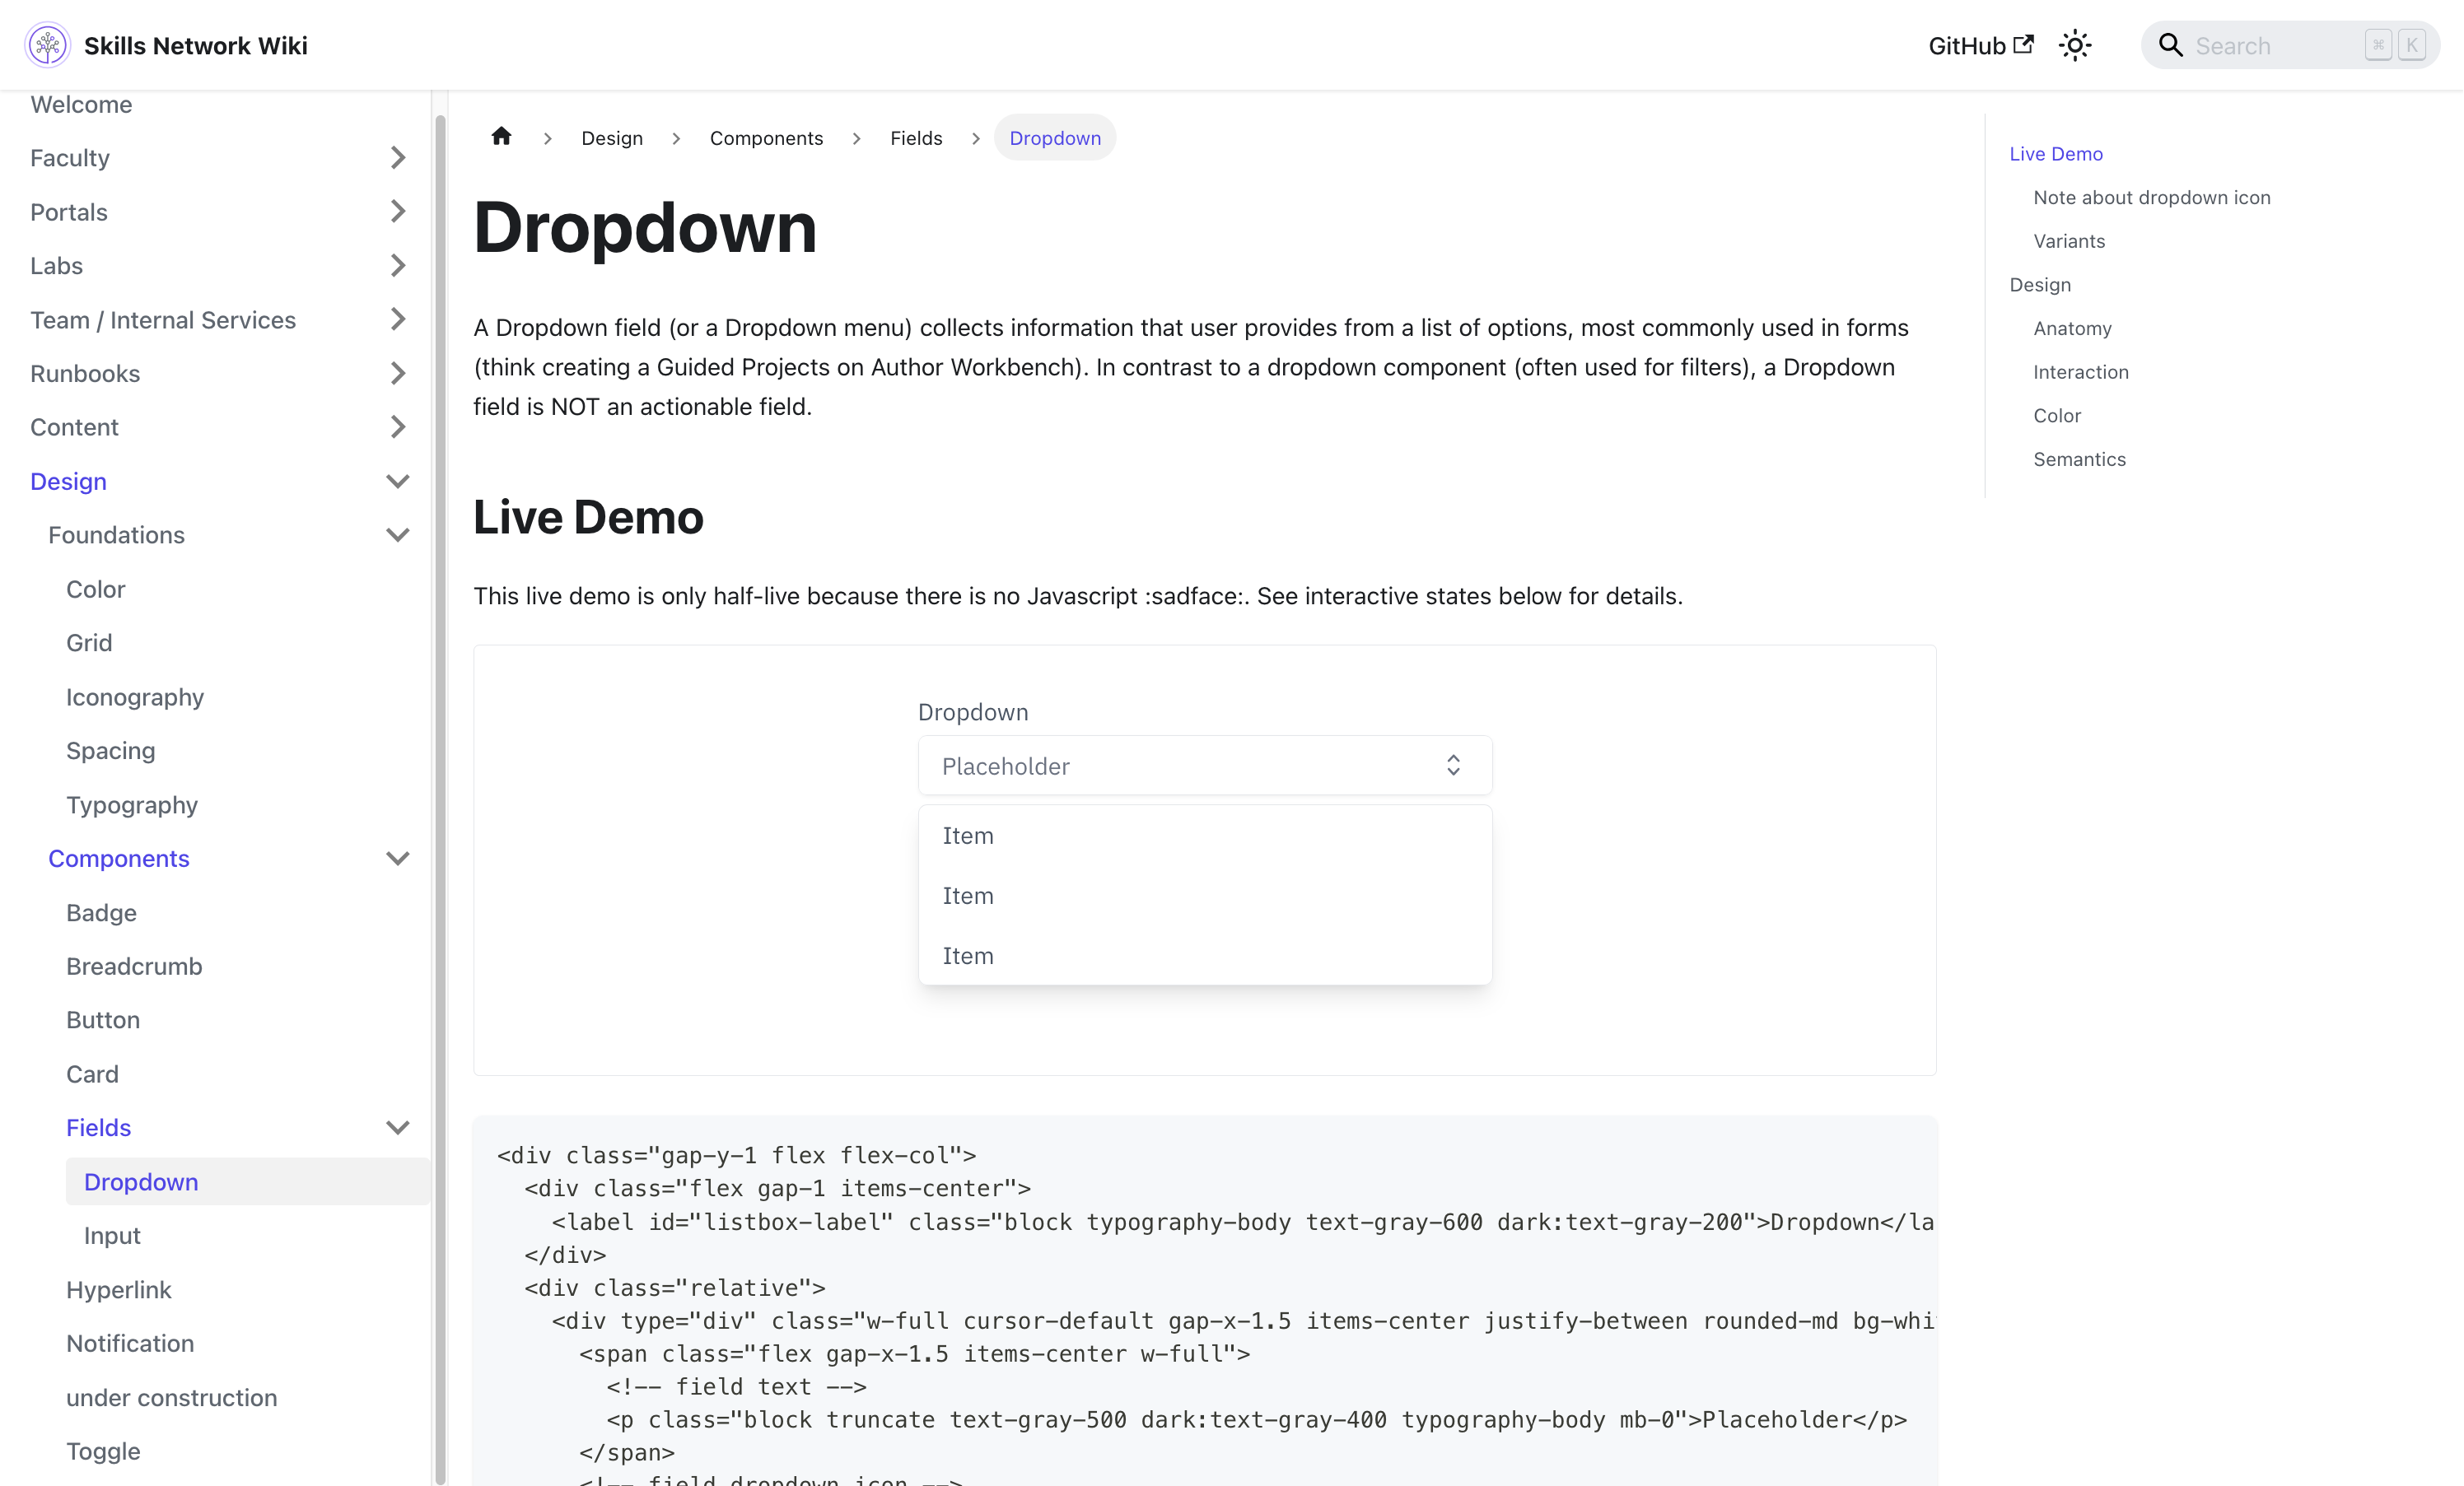 Skills Network Wiki
GitHub
Search
⌘ K
Welcome
Faculty
Portals
Labs
Team / Internal Services
Runbooks
Content
Design
Foundations
Color
Grid
Iconography
Spacing
Typography
Components
Badge
Breadcrumb
Button
Card
Fields
Dropdown
Input
Hyperlink
Notification
under construction
Toggle
Design
Components
Fields
Dropdown
Dropdown
A Dropdown field (or a Dropdown menu) collects information that user provides from a list of options, most commonly used in forms
(think creating a Guided Projects on Author Workbench). In contrast to a dropdown component (often used for filters), a Dropdown
field is NOT an actionable field.
Live Demo
This live demo is only half-live because there is no Javascript :sadface:. See interactive states below for details.
Dropdown
Placeholder
Item
Item
Item
<div class="gap-y-1 flex flex-col">
<div class="flex gap-1 items-center">
<label id="listbox-label" class="block typography-body text-gray-600 dark:text-gray-200">Dropdown</la
</div>
<div class="relative">
<div type="div" class="w-full cursor-default gap-x-1.5 items-center justify-between rounded-md bg-whi
<span class="flex gap-x-1.5 items-center w-full">
<!-- field text -->
<p class="block truncate text-gray-500 dark:text-gray-400 typography-body mb-0">Placeholder</p>
</span>
<!-- field dropdown icon -->
Live Demo
Note about dropdown icon
Variants
Design
Anatomy
Interaction
Color
Semantics